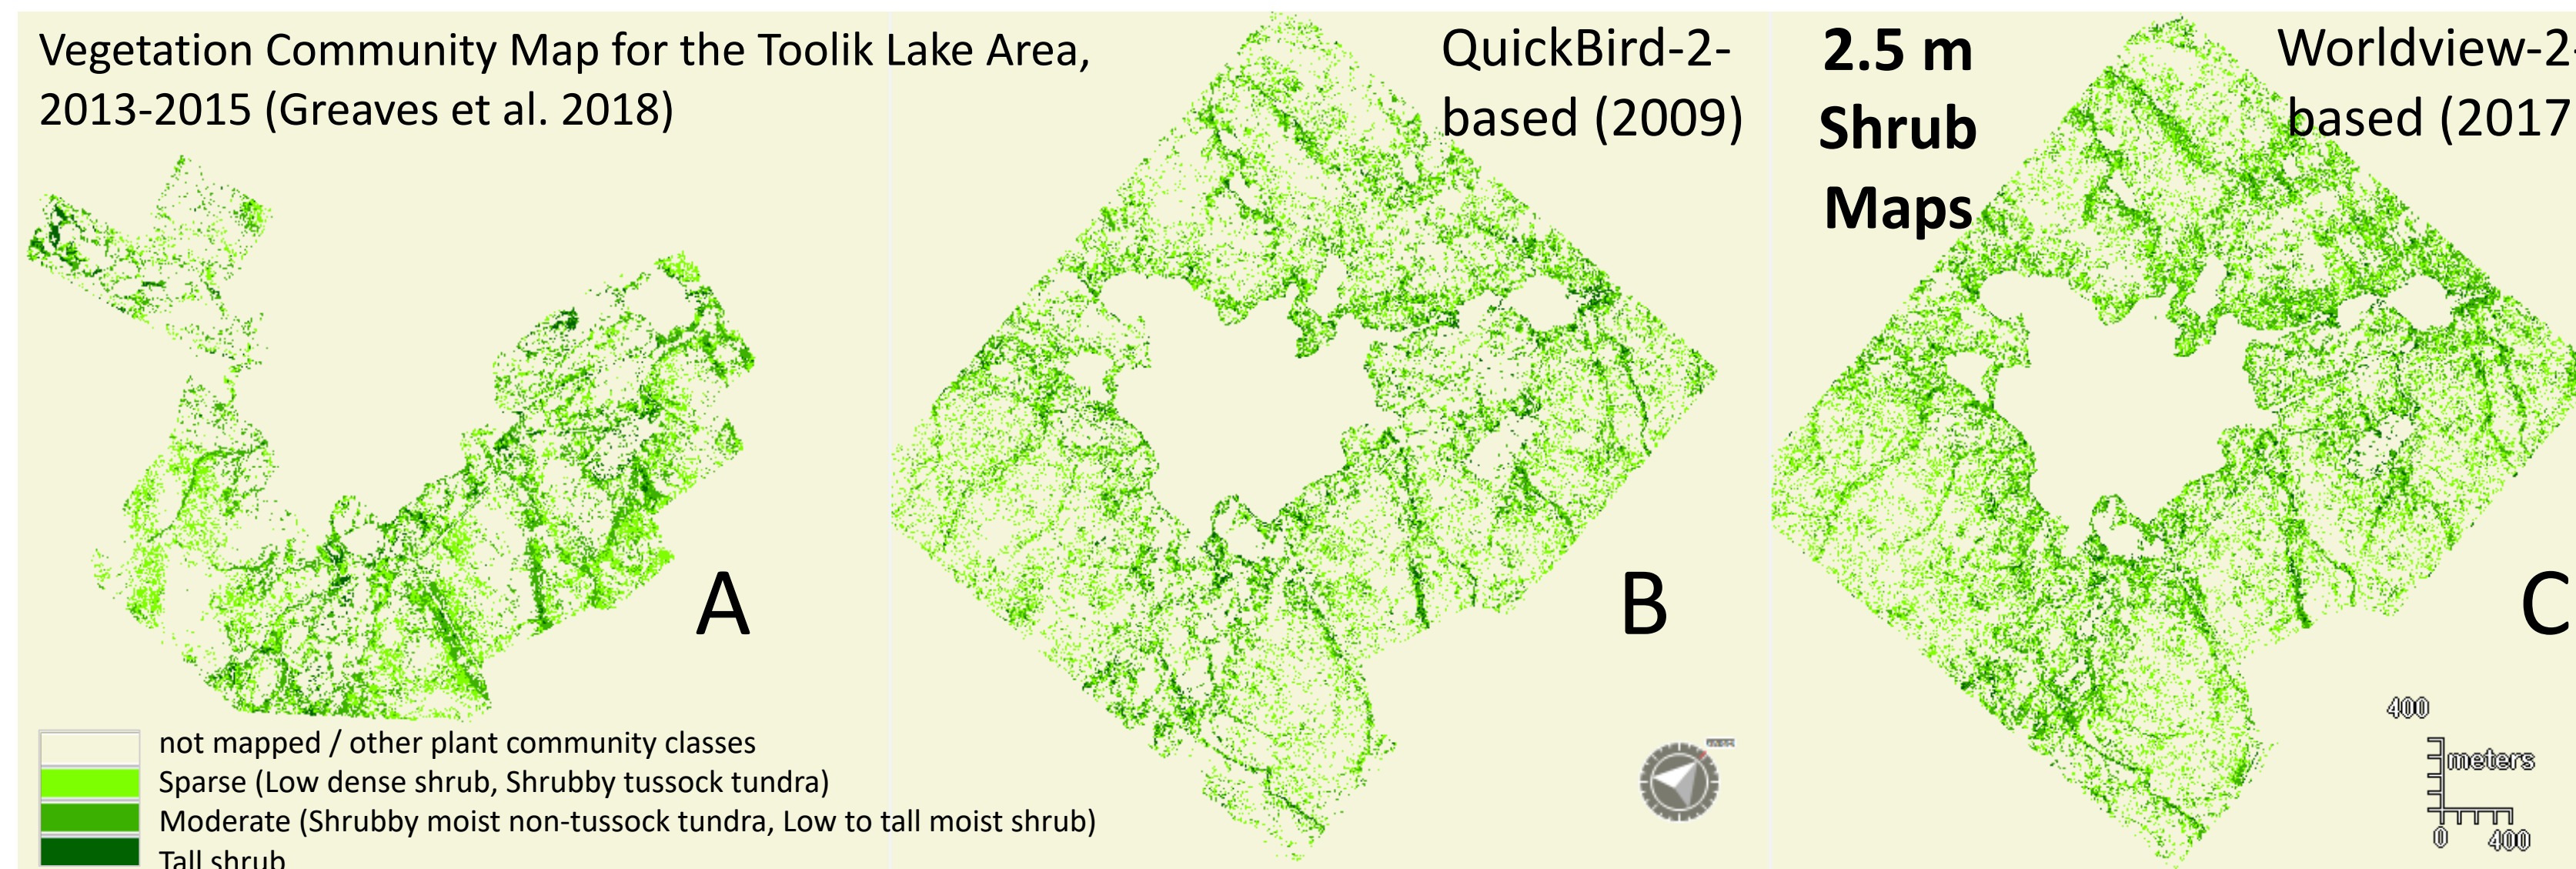 Vegetation Community Map for the Toolik Lake Area,
2013-2015 (Greaves et al. 2018)
QuickBird-2-
based (2009)
2.5 m
Shrub
Maps
Worldview-2-
based (2017
A
B
C
not mapped / other plant community classes
Sparse (Low dense shrub, Shrubby tussock tundra)
Moderate (Shrubby moist non-tussock tundra, Low to tall moist shrub)
Tall shrub
400
meters
0
400